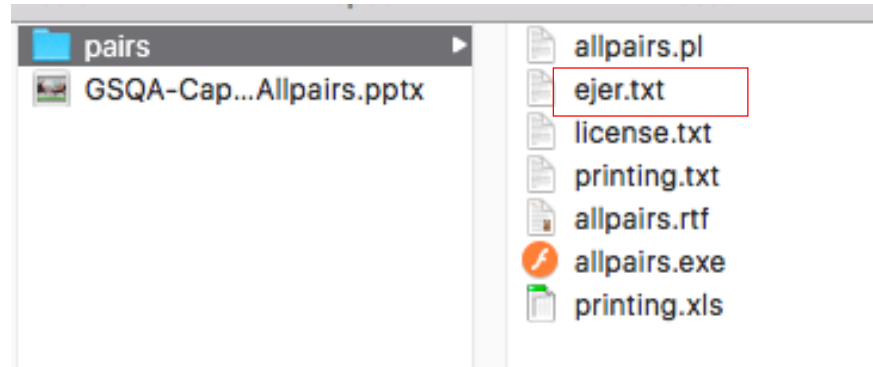 pairs
GSQA-Cap...Allpairs.pptx
allpairs.pl
ejer.txt
license.txt
printing.txt
allpairs.rtf
allpairs.exe
printing.xls